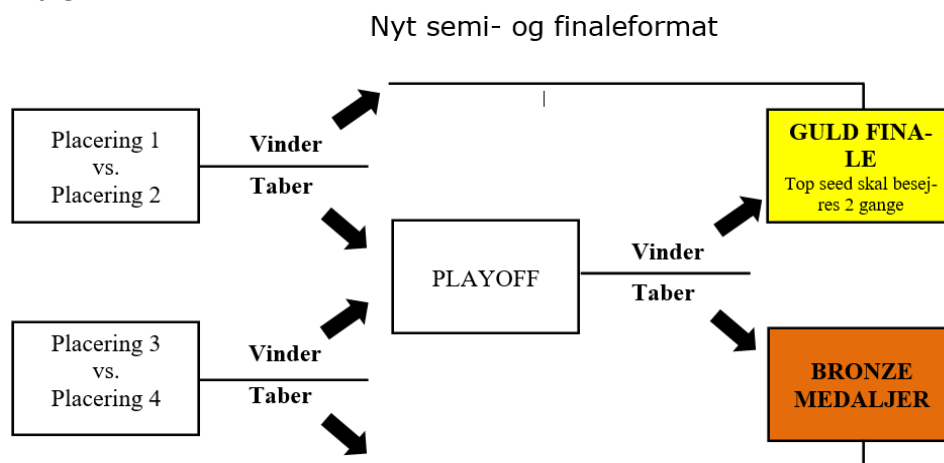 Nyt semi- og finaleformat
Placering 1
vs.
Placering 2
Vinder
Taber
GULD FINA-
LE
Top seed skal besej-
res 2 gange
PLAYOFF
Vinder
Taber
Placering 3
vs.
Placering 4
Vinder
Taber
BRONZE
MEDALJER